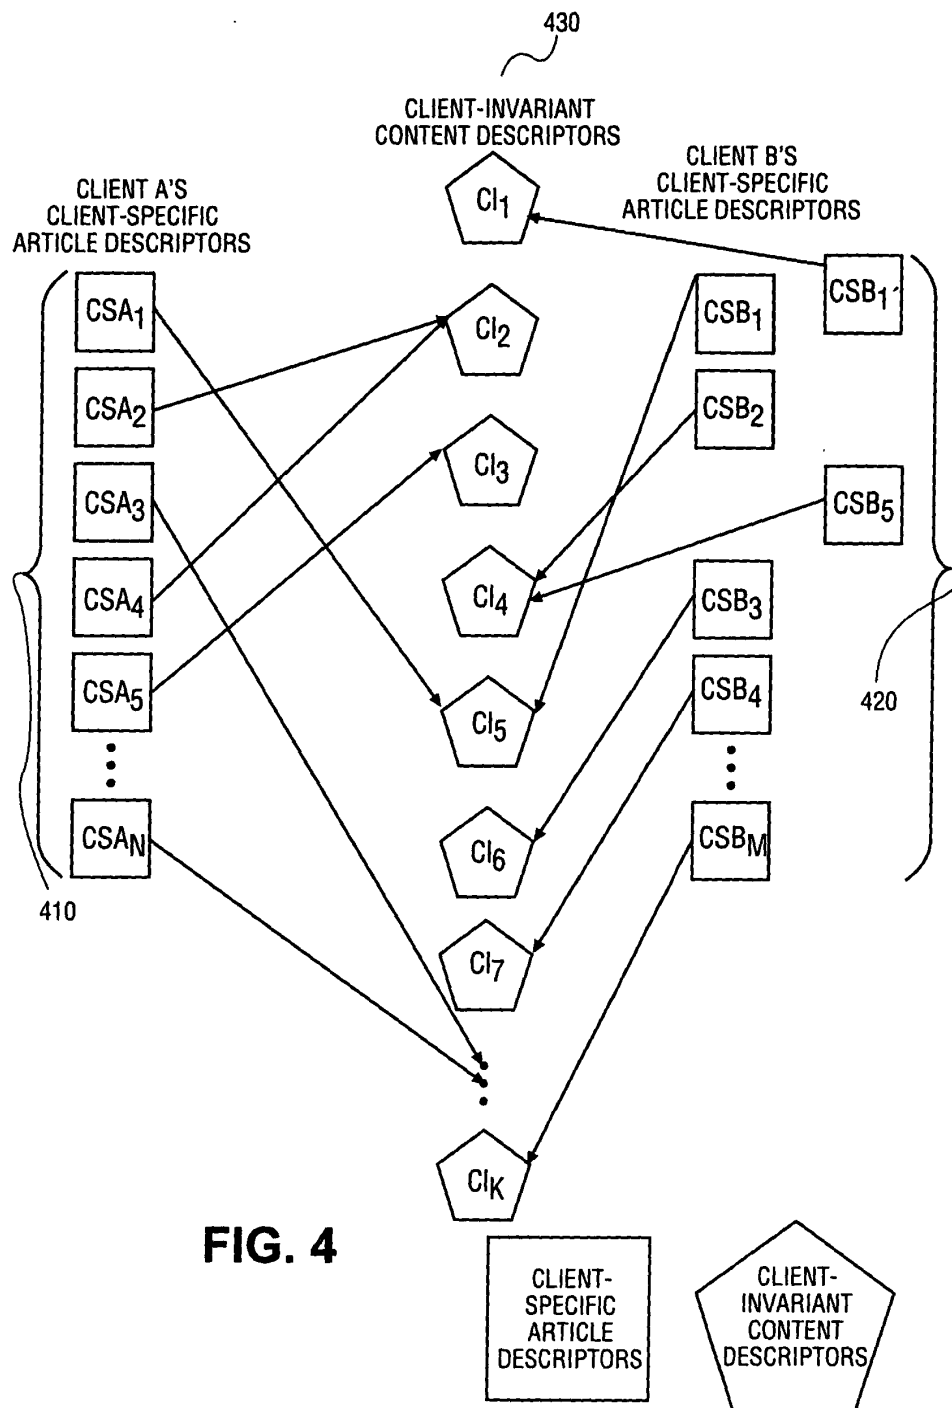 430
CLIENT-INVARIANT
CONTENT DESCRIPTORS
CLIENT A'S
CLIENT-SPECIFIC
ARTICLE DESCRIPTORS
CLIENT B'S
CLIENT-SPECIFIC
ARTICLE DESCRIPTORS
CSA1
CSA2
CSA3
CSA4
CSA5
CSAN
410
CI1
CI2
CI3
CI4
CI5
CI6
CI7
CIK
CSB1
CSB1'
CSB2
CSB5
CSB3
CSB4
CSBM
420
FIG. 4
CLIENT-
SPECIFIC
ARTICLE
DESCRIPTORS
CLIENT-
INVARIANT
CONTENT
DESCRIPTORS